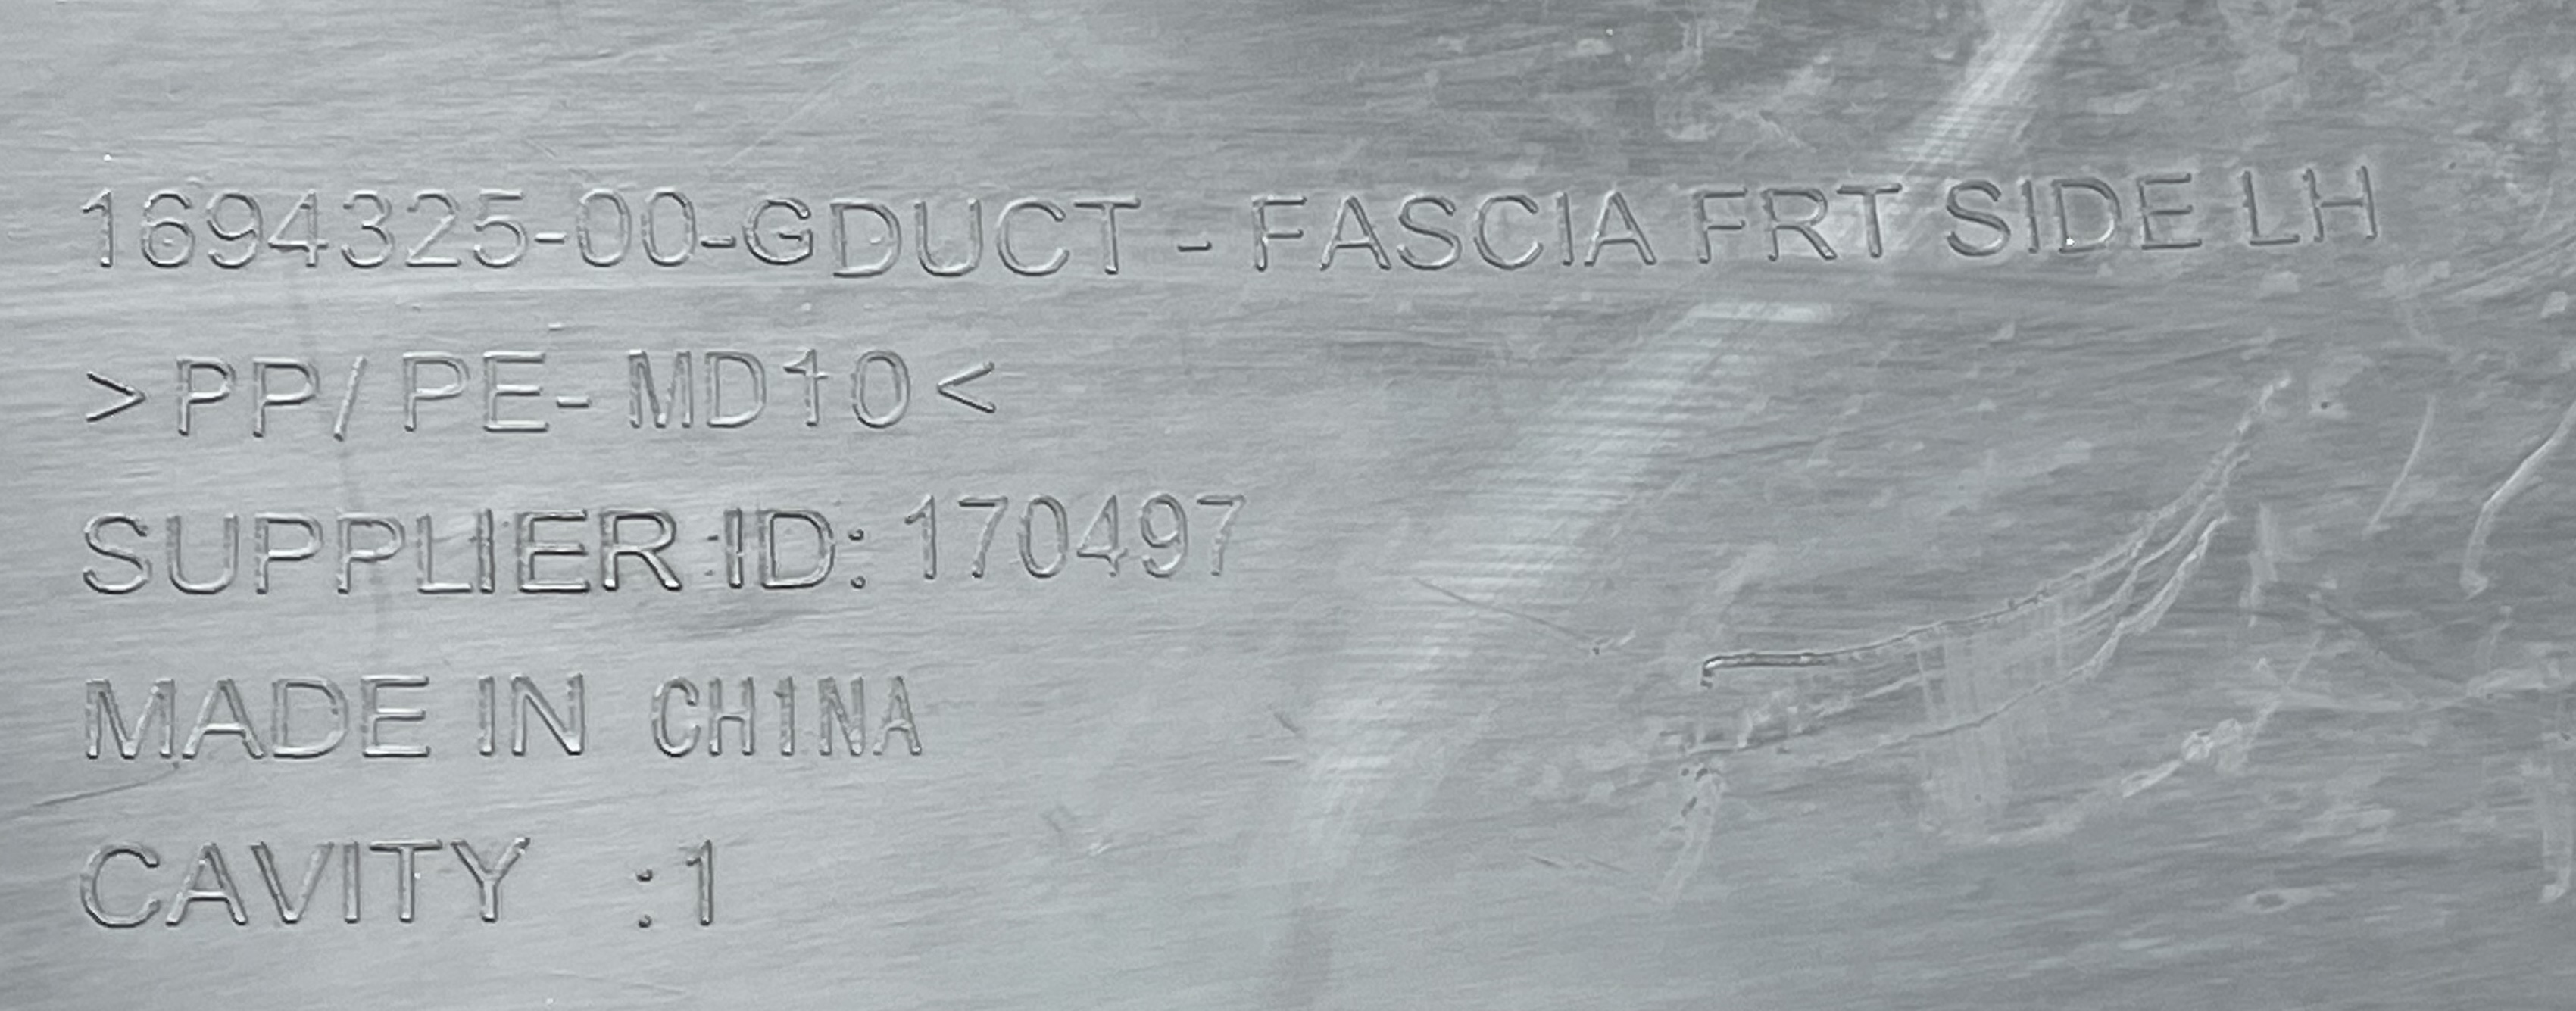 1694325-00-GDUCT - FASCIA FRT SIDE LH
>PP/PE-MD10<
SUPPLIER ID: 170497
MADE IN CH1NA
CAVITY :1